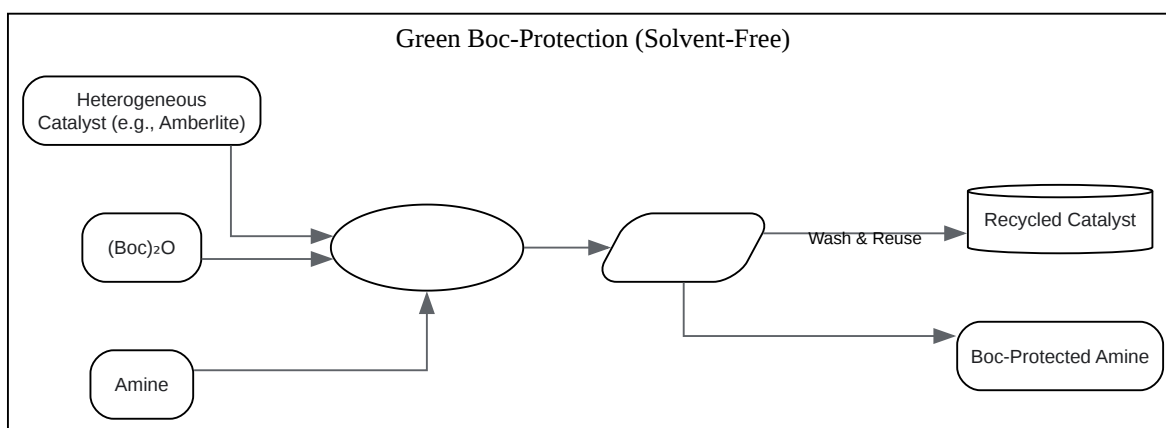 Green Boc-Protection (Solvent-Free)
Heterogeneous
Catalyst (e.g., Amberlite)
(Boc)₂O
Amine
Wash & Reuse
Recycled Catalyst
Boc-Protected Amine